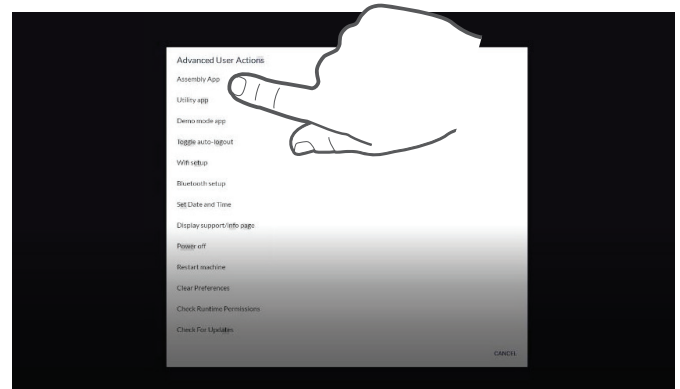 Advanced User Actions
Assembly App
Utility app
Demo mode app
Toggle auto-logout
Wifi setup
Bluetooth setup
Set Date and Time
Display support/info page
Power off
Restart machine
Clear Preferences
Check Runtime Permissions
Check For Updates
CANCEL